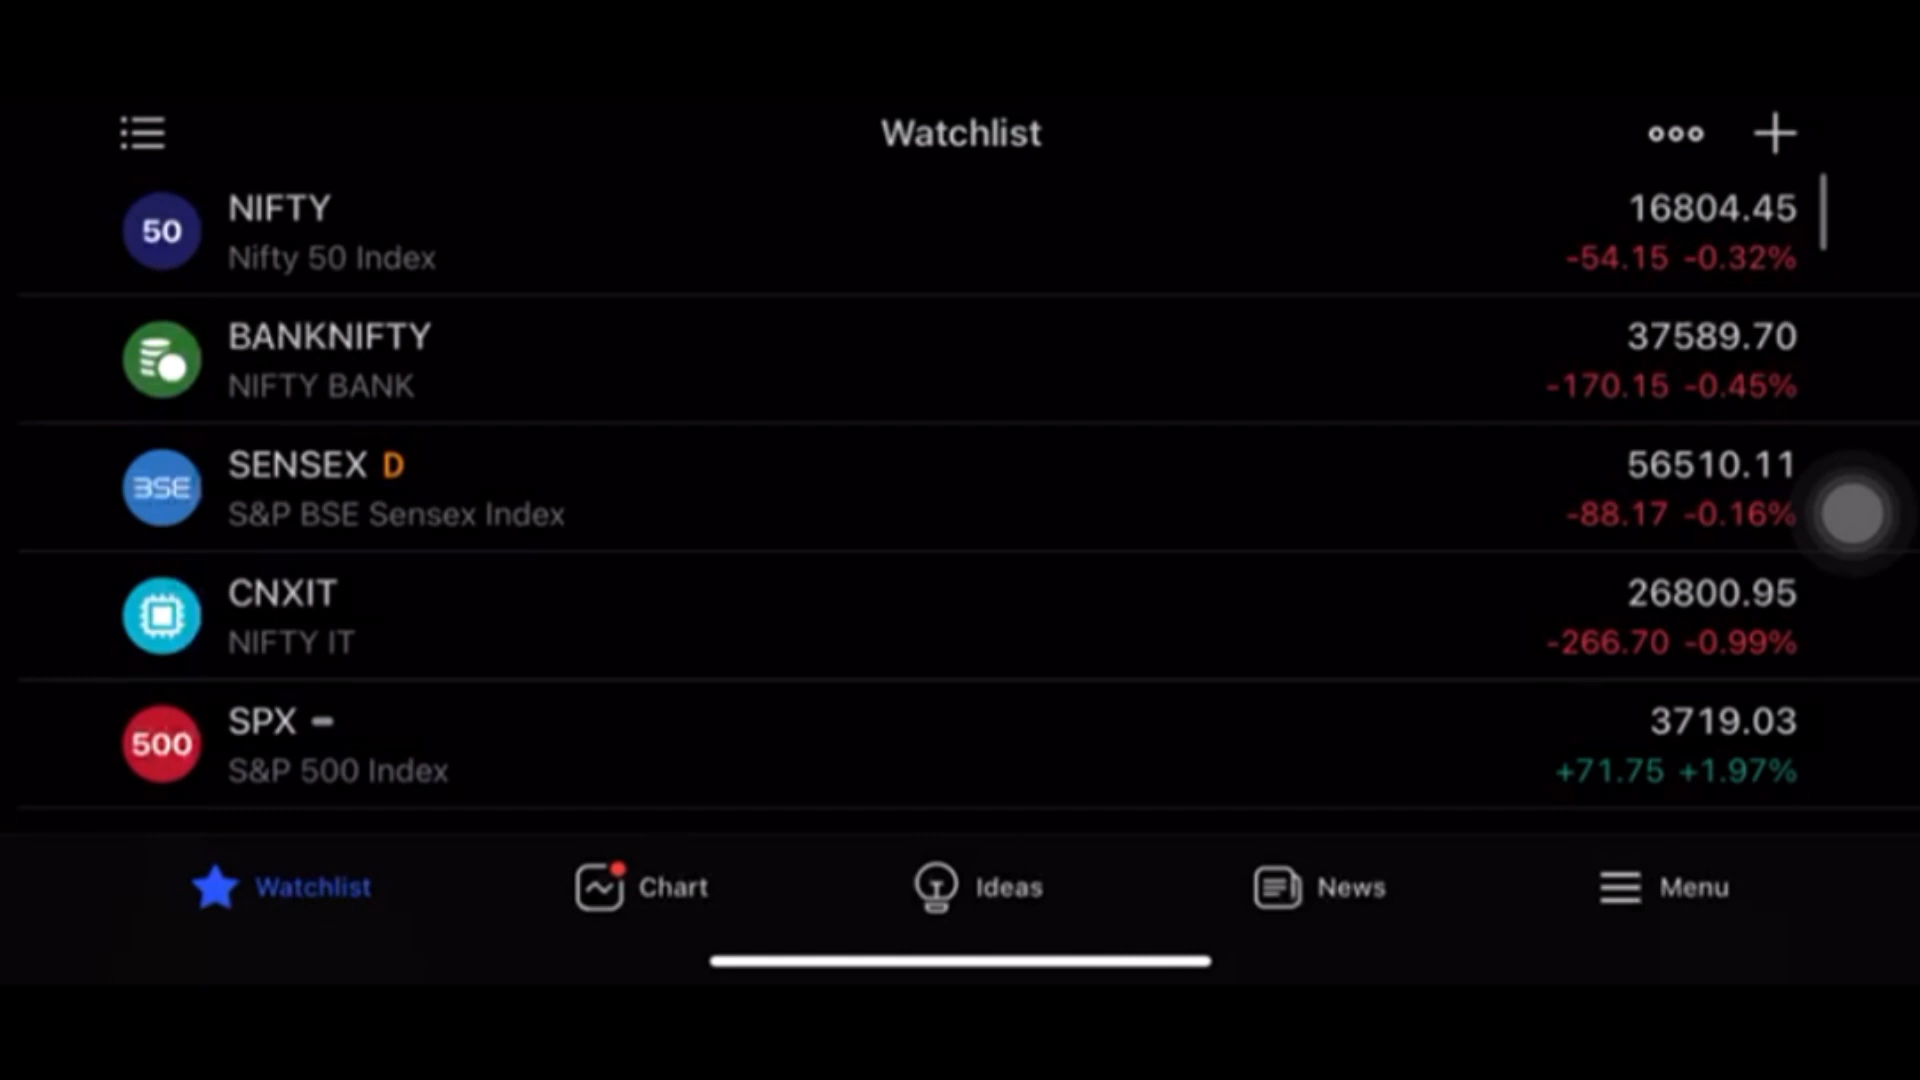 Watchlist
50
NIFTY
16804.45
Nifty 50 Index
-54.15 -0.32%
BANKNIFTY
37589.70
NIFTY BANK
-170.15 -0.45%
BSE
SENSEX D
56510.11
S&P BSE Sensex Index
-88.17 -0.16%
CNXIT
26800.95
NIFTY IT
-266.70 -0.99%
500
SPX
3719.03
S&P 500 Index
+71.75 +1.97%
Watchlist
Chart
Ideas
News
Menu